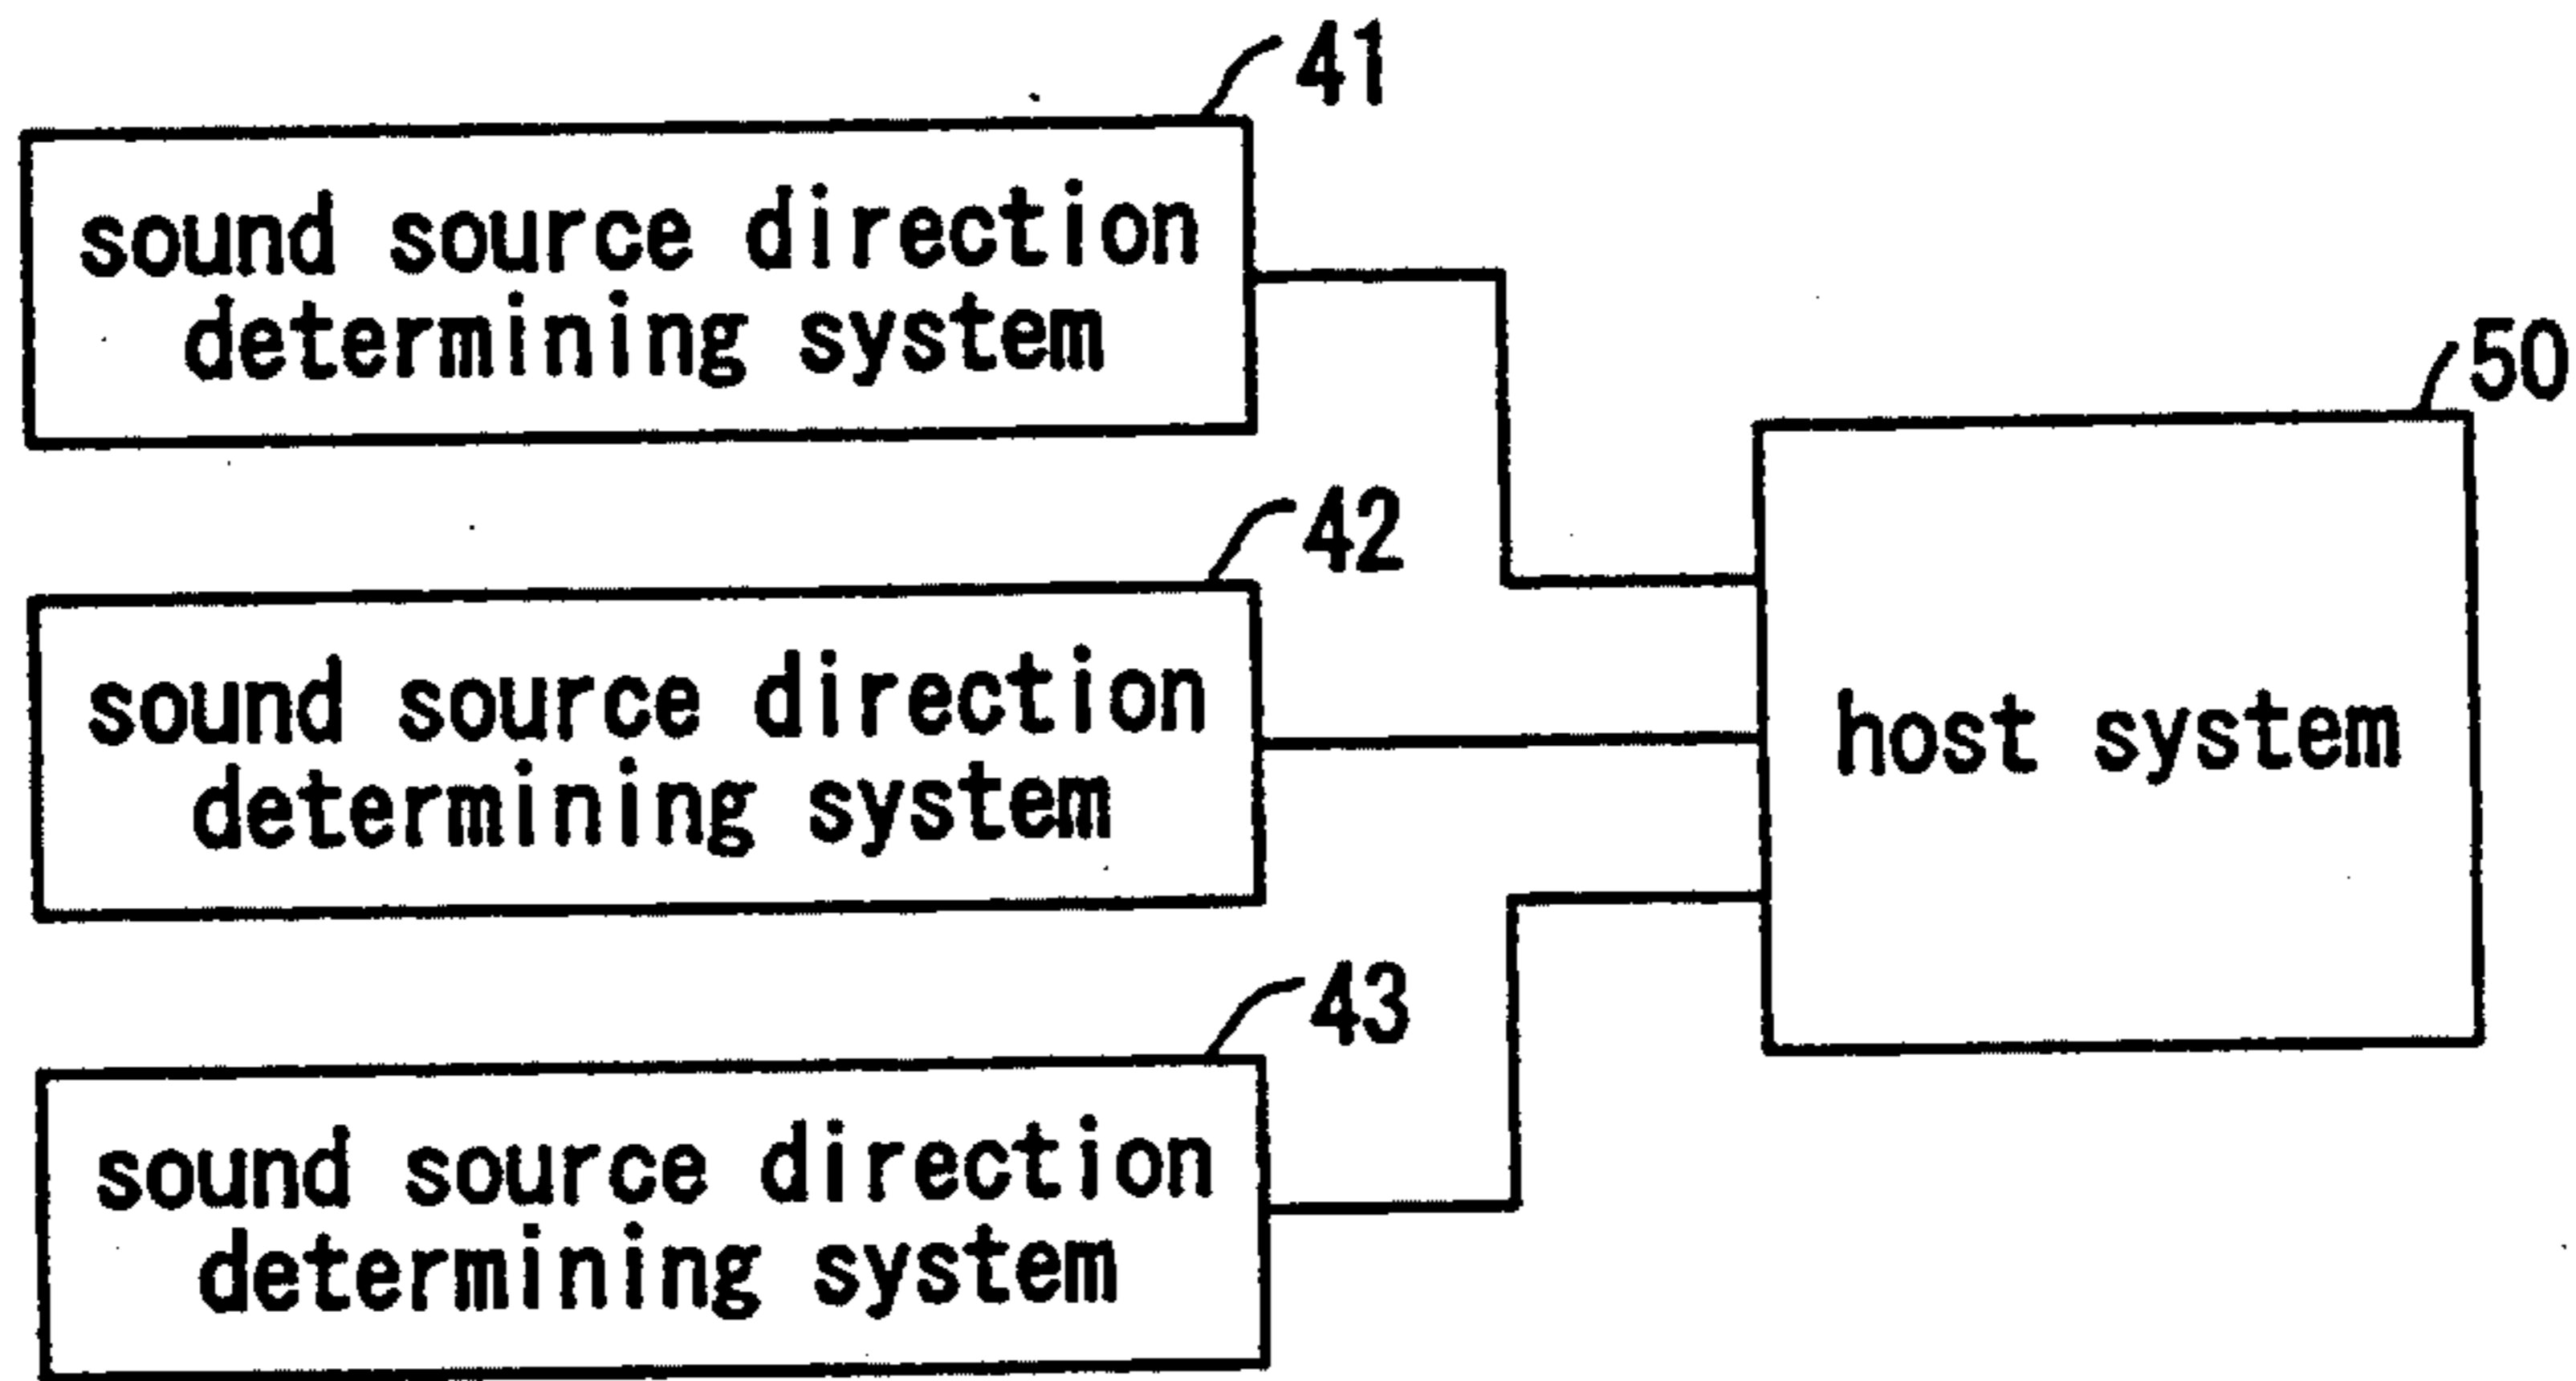 41
sound source direction
determining system
50
42
sound source direction
determining system
host system
43
sound source direction
determining system